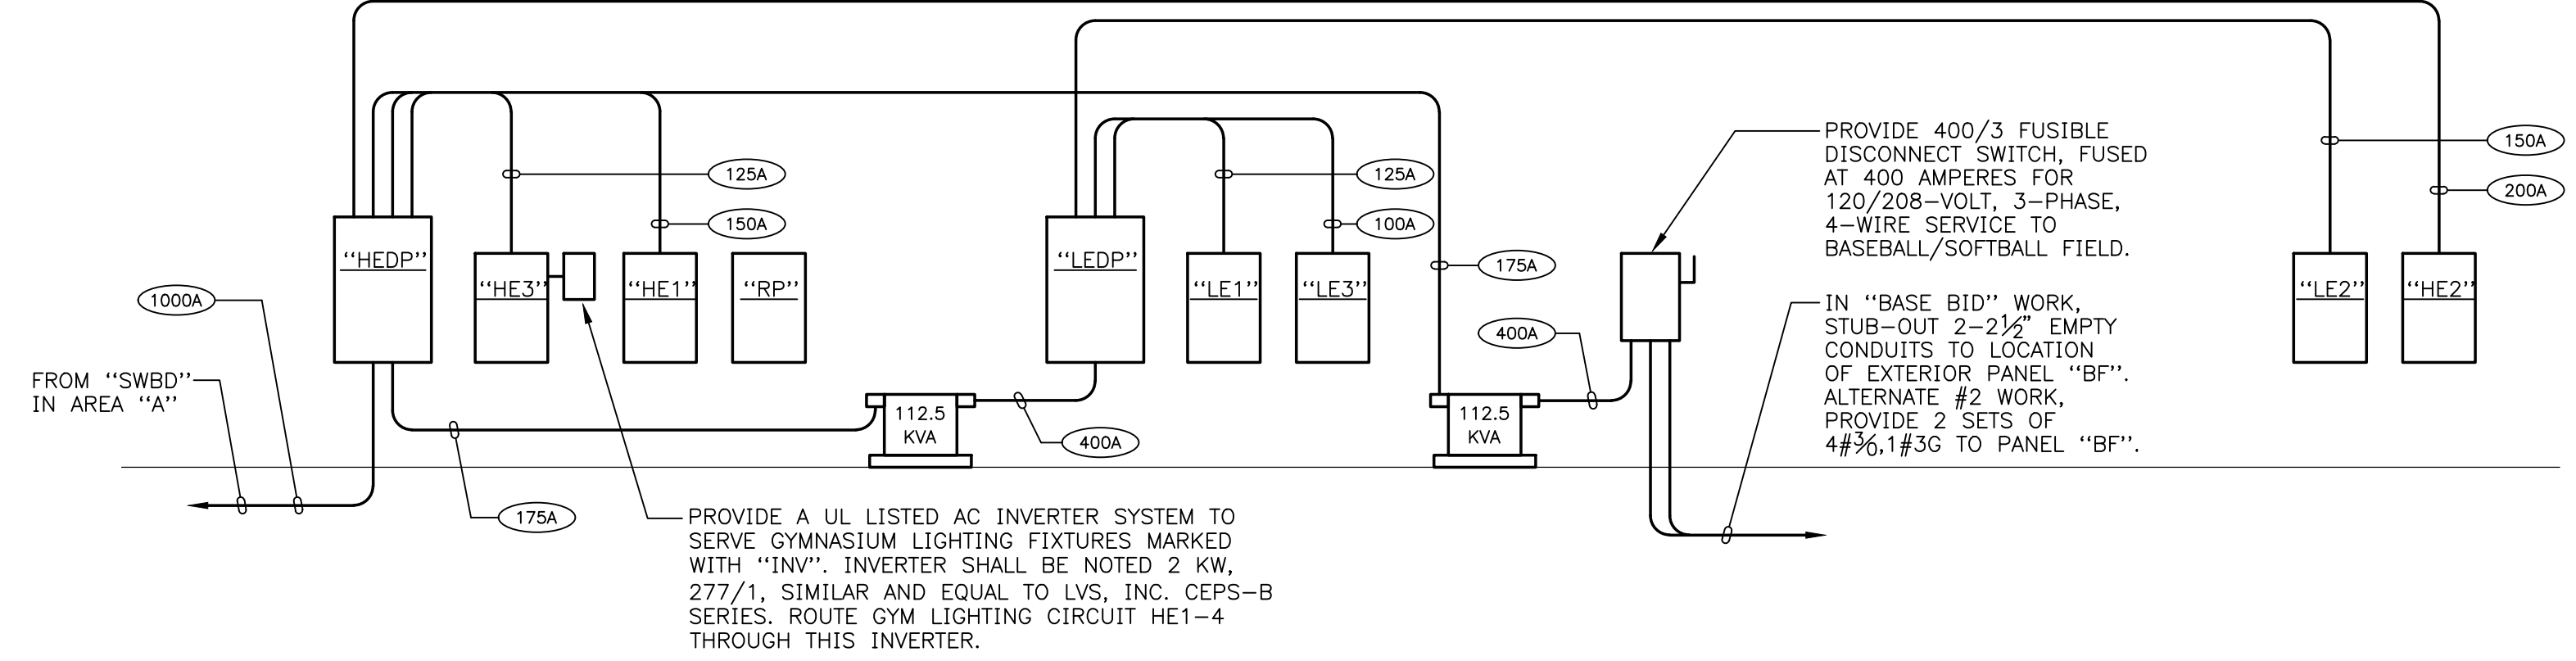 125A
150A
125A
100A
175A
PROVIDE 400/3 FUSIBLE
DISCONNECT SWITCH, FUSED
AT 400 AMPERES FOR
120/208-VOLT, 3-PHASE,
4-WIRE SERVICE TO
BASEBALL/SOFTBALL FIELD.
150A
200A
"HEDP"
"HE3"
"HE1"
"RP"
"LEDP"
"LE1"
"LE3"
"LE2"
"HE2"
1000A
FROM "SWBD"
IN AREA "A"
400A
IN "BASE BID" WORK,
STUB-OUT 2-2½" EMPTY
CONDUITS TO LOCATION
OF EXTERIOR PANEL "BF".
ALTERNATE #2 WORK,
PROVIDE 2 SETS OF
4#3/0,1#3G TO PANEL "BF".
112.5
KVA
400A
112.5
KVA
175A
PROVIDE A UL LISTED AC INVERTER SYSTEM TO
SERVE GYMNASIUM LIGHTING FIXTURES MARKED
WITH "INV". INVERTER SHALL BE NOTED 2 KW,
277/1, SIMILAR AND EQUAL TO LVS, INC. CEPS-B
SERIES. ROUTE GYM LIGHTING CIRCUIT HE1-4
THROUGH THIS INVERTER.